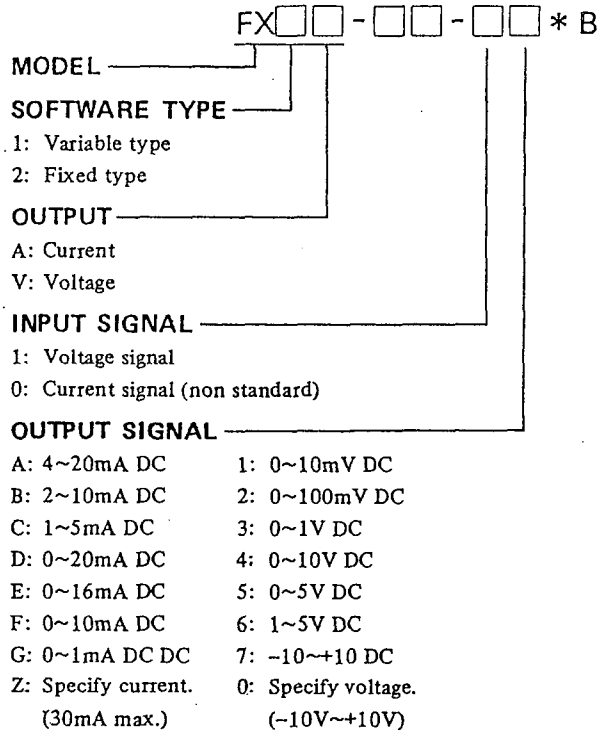 FX□□-□□-□□*B
MODEL
SOFTWARE TYPE
1: Variable type
2: Fixed type
OUTPUT
A: Current
V: Voltage
INPUT SIGNAL
1: Voltage signal
0: Current signal (non standard)
OUTPUT SIGNAL
A: 4~20mA DC 1: 0~10mV DC
B: 2~10mA DC 2: 0~100mV DC
C: 1~5mA DC 3: 0~1V DC
D: 0~20mA DC 4: 0~10V DC
E: 0~16mA DC 5: 0~5V DC
F: 0~10mA DC 6: 1~5V DC
G: 0~1mA DC DC 7: -10~+10 DC
Z: Specify current. 0: Specify voltage.
(30mA max.) (-10V~+10V)